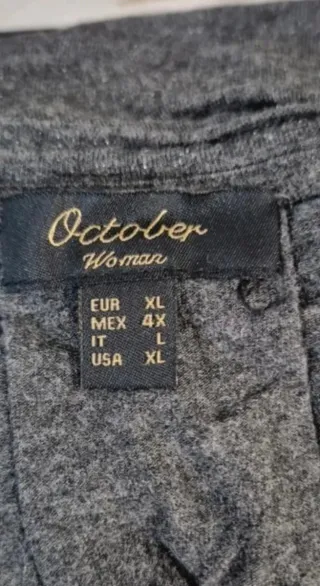 October
Woman
EUR XL
MEX 4X
IT L
USA XL